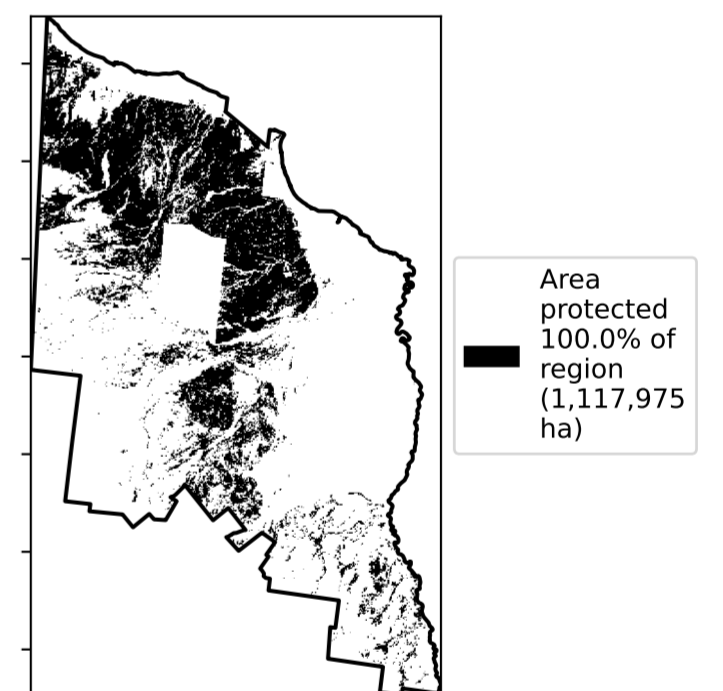 Area
protected
100.0% of
region
(1,117,975
ha)